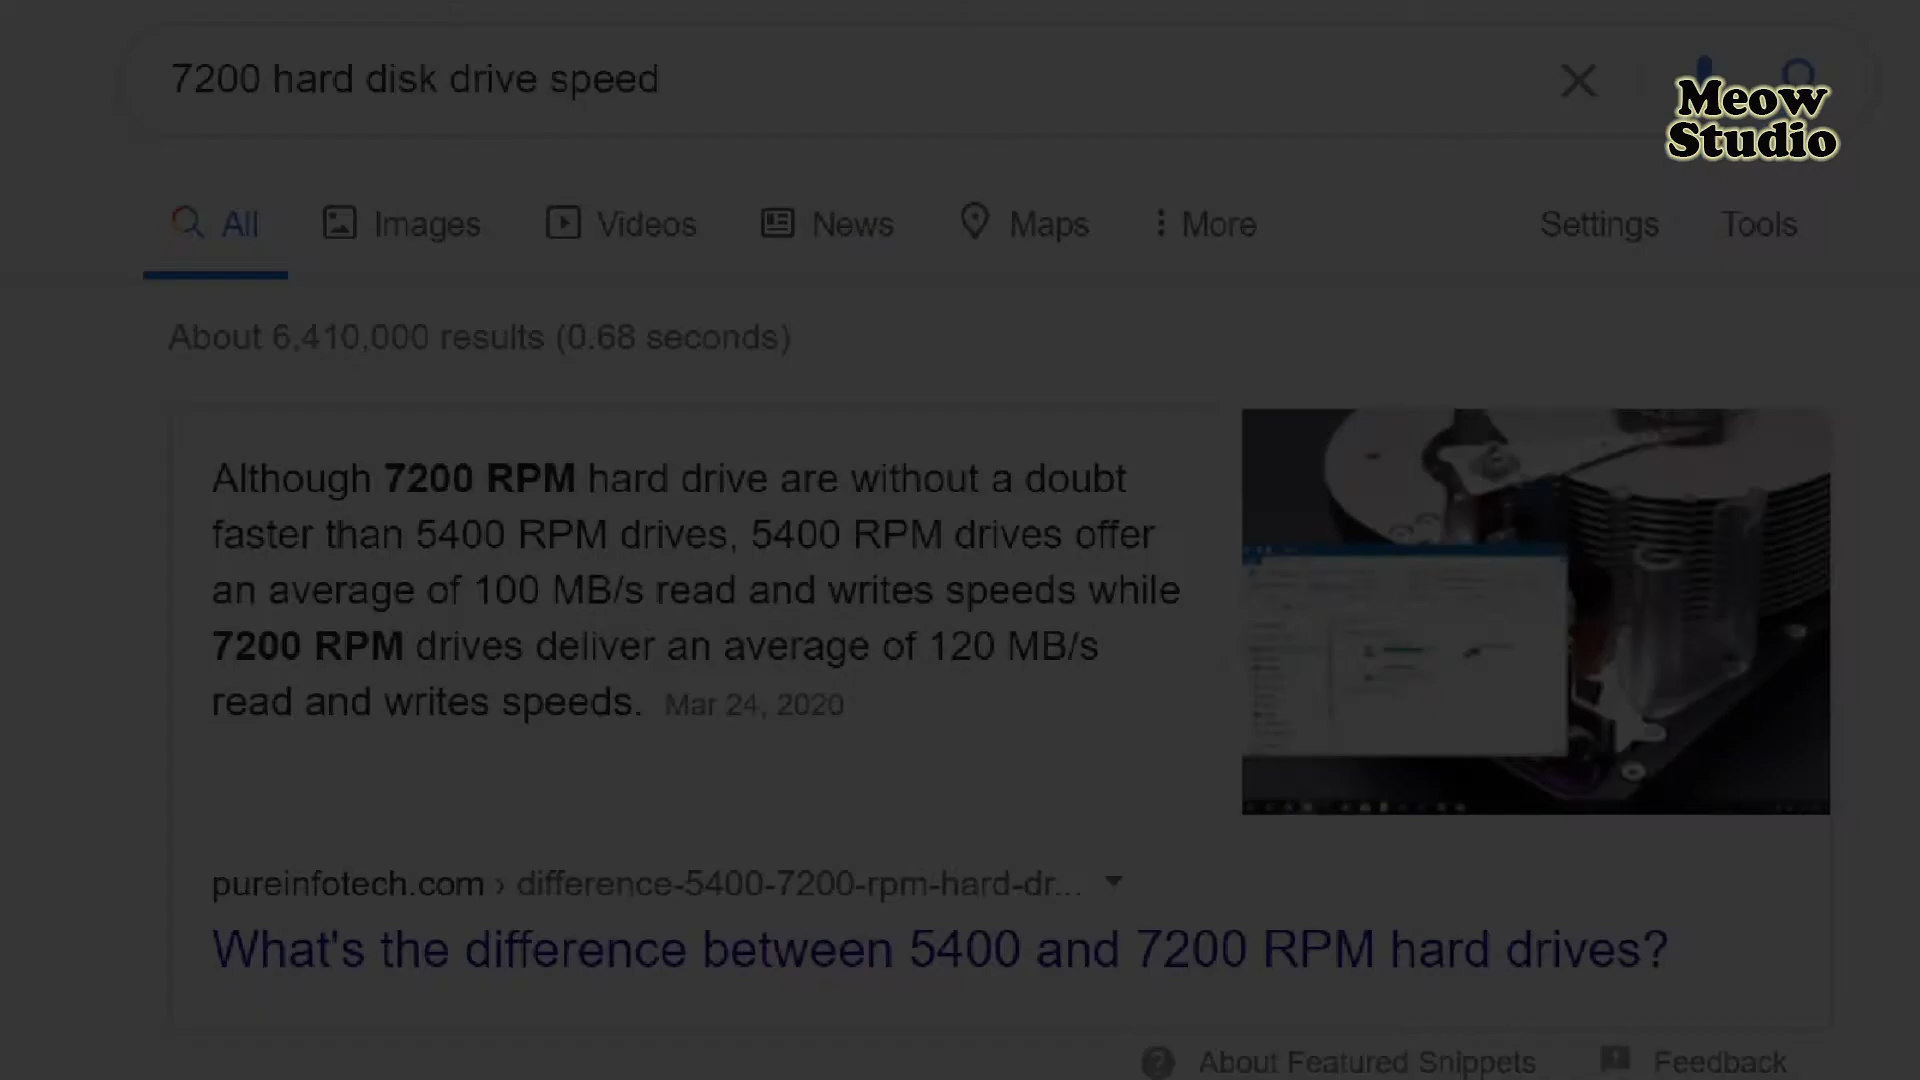 7200 hard disk drive speed
Meow
Studio
All Images Videos News Maps More Settings Tools
About 6,410,000 results (0.68 seconds)
Although 7200 RPM hard drive are without a doubt
faster than 5400 RPM drives, 5400 RPM drives offer
an average of 100 MB/s read and writes speeds while
7200 RPM drives deliver an average of 120 MB/s
read and writes speeds. Mar 24, 2020
pureinfotech.com › difference-5400-7200-rpm-hard-dr...
What's the difference between 5400 and 7200 RPM hard drives?
About Featured Snippets Feedback